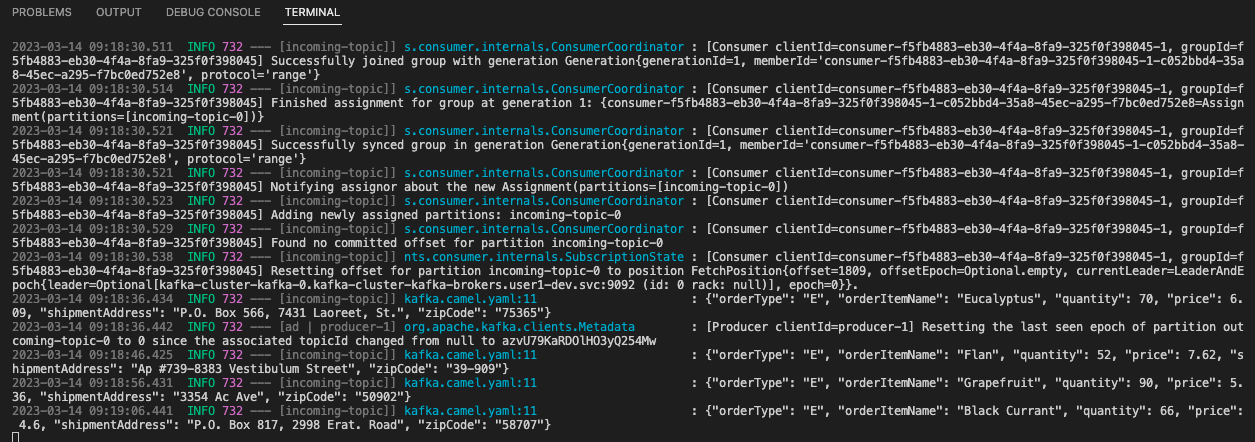 PROBLEMS OUTPUT DEBUG CONSOLE TERMINAL
2023-03-14 09:18:30.511 INFO 732 --- [incoming-topic]] s.consumer.internals.ConsumerCoordinator : [Consumer clientId=consumer-f5fb4883-eb30-4f4a-8fa9-325f0f398045-1, groupId=f
5fb4883-eb30-4f4a-8fa9-325f0f398045] Successfully joined group with generation Generation{generationId=1, memberId='consumer-f5fb4883-eb30-4f4a-8fa9-325f0f398045-1-c052bbd4-35a
8-45ec-a295-f7bc0ed752e8', protocol='range'}
2023-03-14 09:18:30.514 INFO 732 --- [incoming-topic]] s.consumer.internals.ConsumerCoordinator : [Consumer clientId=consumer-f5fb4883-eb30-4f4a-8fa9-325f0f398045-1, groupId=f
5fb4883-eb30-4f4a-8fa9-325f0f398045] Finished assignment for group at generation 1: {consumer-f5fb4883-eb30-4f4a-8fa9-325f0f398045-1-c052bbd4-35a8-45ec-a295-f7bc0ed752e8=Assign
ment(partitions=[incoming-topic-0])}
2023-03-14 09:18:30.521 INFO 732 --- [incoming-topic]] s.consumer.internals.ConsumerCoordinator : [Consumer clientId=consumer-f5fb4883-eb30-4f4a-8fa9-325f0f398045-1, groupId=f
5fb4883-eb30-4f4a-8fa9-325f0f398045] Successfully synced group in generation Generation{generationId=1, memberId='consumer-f5fb4883-eb30-4f4a-8fa9-325f0f398045-1-c052bbd4-35a8-
45ec-a295-f7bc0ed752e8', protocol='range'}
2023-03-14 09:18:30.521 INFO 732 --- [incoming-topic]] s.consumer.internals.ConsumerCoordinator : [Consumer clientId=consumer-f5fb4883-eb30-4f4a-8fa9-325f0f398045-1, groupId=f
5fb4883-eb30-4f4a-8fa9-325f0f398045] Notifying assignor about the new Assignment(partitions=[incoming-topic-0])
2023-03-14 09:18:30.523 INFO 732 --- [incoming-topic]] s.consumer.internals.ConsumerCoordinator : [Consumer clientId=consumer-f5fb4883-eb30-4f4a-8fa9-325f0f398045-1, groupId=f
5fb4883-eb30-4f4a-8fa9-325f0f398045] Adding newly assigned partitions: incoming-topic-0
2023-03-14 09:18:30.529 INFO 732 --- [incoming-topic]] s.consumer.internals.ConsumerCoordinator : [Consumer clientId=consumer-f5fb4883-eb30-4f4a-8fa9-325f0f398045-1, groupId=f
5fb4883-eb30-4f4a-8fa9-325f0f398045] Found no committed offset for partition incoming-topic-0
2023-03-14 09:18:30.538 INFO 732 --- [incoming-topic]] nts.consumer.internals.SubscriptionState : [Consumer clientId=consumer-f5fb4883-eb30-4f4a-8fa9-325f0f398045-1, groupId=f
5fb4883-eb30-4f4a-8fa9-325f0f398045] Resetting offset for partition incoming-topic-0 to position FetchPosition{offset=1809, offsetEpoch=Optional.empty, currentLeader=LeaderAndE
poch{leader=Optional[kafka-cluster-kafka-0.kafka-cluster-kafka-brokers.user1-dev.svc:9092 (id: 0 rack: null)], epoch=0}}.
2023-03-14 09:18:36.434 INFO 732 --- [incoming-topic]] kafka.camel.yaml:11 : {"orderType": "E", "orderItemName": "Eucalyptus", "quantity": 70, "price": 6.
09, "shipmentAddress": "P.O. Box 566, 7431 Laoreet, St.", "zipCode": "75365"}
2023-03-14 09:18:36.442 INFO 732 --- [ad | producer-1] org.apache.kafka.clients.Metadata : [Producer clientId=producer-1] Resetting the last seen epoch of partition out
coming-topic-0 to 0 since the associated topicId changed from null to azvU79KaRDOlHO3yQ254Mw
2023-03-14 09:18:46.425 INFO 732 --- [incoming-topic]] kafka.camel.yaml:11 : {"orderType": "E", "orderItemName": "Flan", "quantity": 52, "price": 7.62, "s
hipmentAddress": "Ap #739-8383 Vestibulum Street", "zipCode": "39-909"}
2023-03-14 09:18:56.431 INFO 732 --- [incoming-topic]] kafka.camel.yaml:11 : {"orderType": "E", "orderItemName": "Grapefruit", "quantity": 90, "price": 5.
36, "shipmentAddress": "3354 Ac Ave", "zipCode": "50902"}
2023-03-14 09:19:06.441 INFO 732 --- [incoming-topic]] kafka.camel.yaml:11 : {"orderType": "E", "orderItemName": "Black Currant", "quantity": 66, "price":
4.6, "shipmentAddress": "P.O. Box 817, 2998 Erat. Road", "zipCode": "58707"}